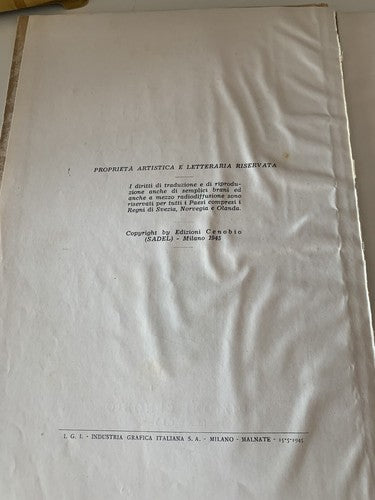 PROPRIETÀ ARTISTICA E LETTERARIA RISERVATA
I diritti di traduzione e di riprodu-
zione anche di semplici brani ed
anche a mezzo radiodiffusione sono
riservati per tutti i Paesi compresi i
Regni di Svezia, Norvegia e Olanda.
Copyright by Edizioni Cenobio
(SADEL) - Milano 1945
I. G. I. - INDUSTRIA GRAFICA ITALIANA S. A. - MILANO - MALNATE - 15-5-1945